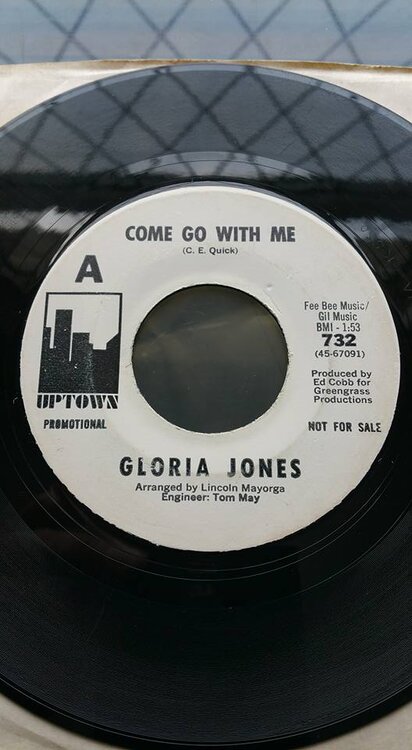 COME GO WITH ME
(C. E. Quick)
A
Fee Bee Music/
Gil Music
BMI - 1:53
732
(45-67091)
Produced by
Ed Cobb for
Greengrass
Productions
UPTOWN
PROMOTIONAL
NOT FOR SALE
GLORIA JONES
Arranged by Lincoln Mayorga
Engineer: Tom May